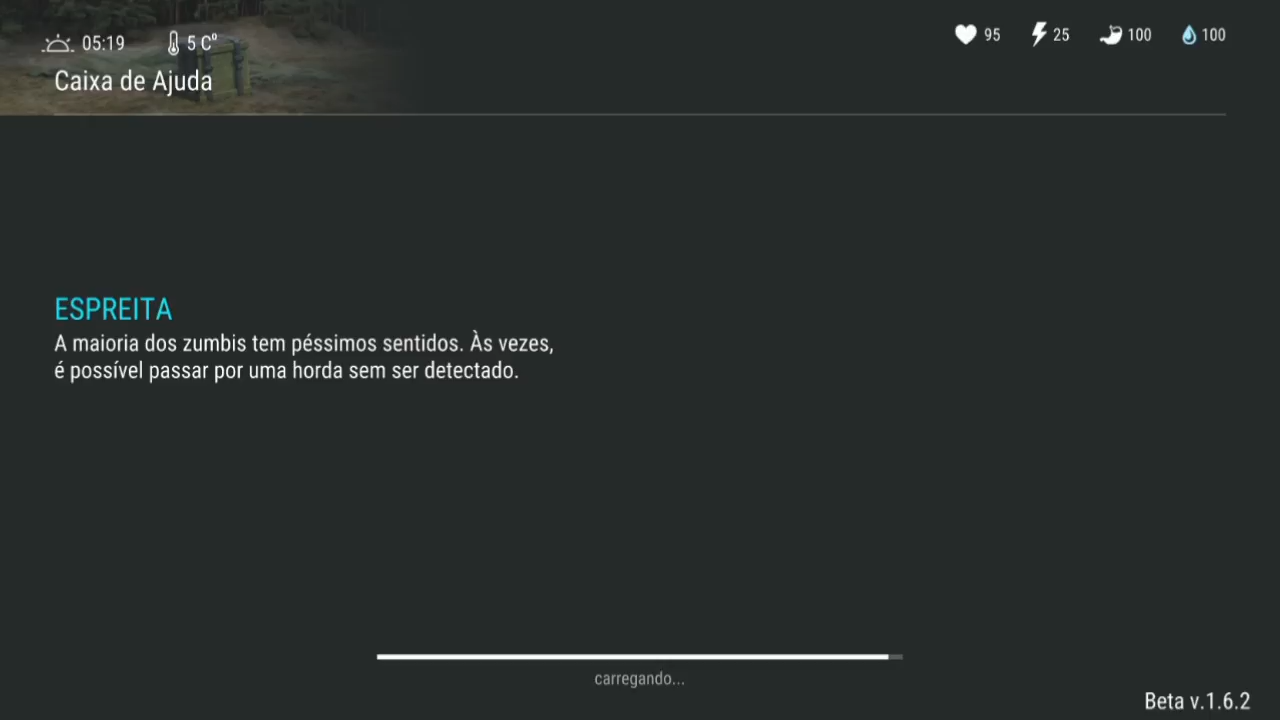 05:19 5 Cº
95 25 100 100
Caixa de Ajuda
ESPREITA
A maioria dos zumbis tem péssimos sentidos. Às vezes,
é possível passar por uma horda sem ser detectado.
carregando...
Beta v.1.6.2